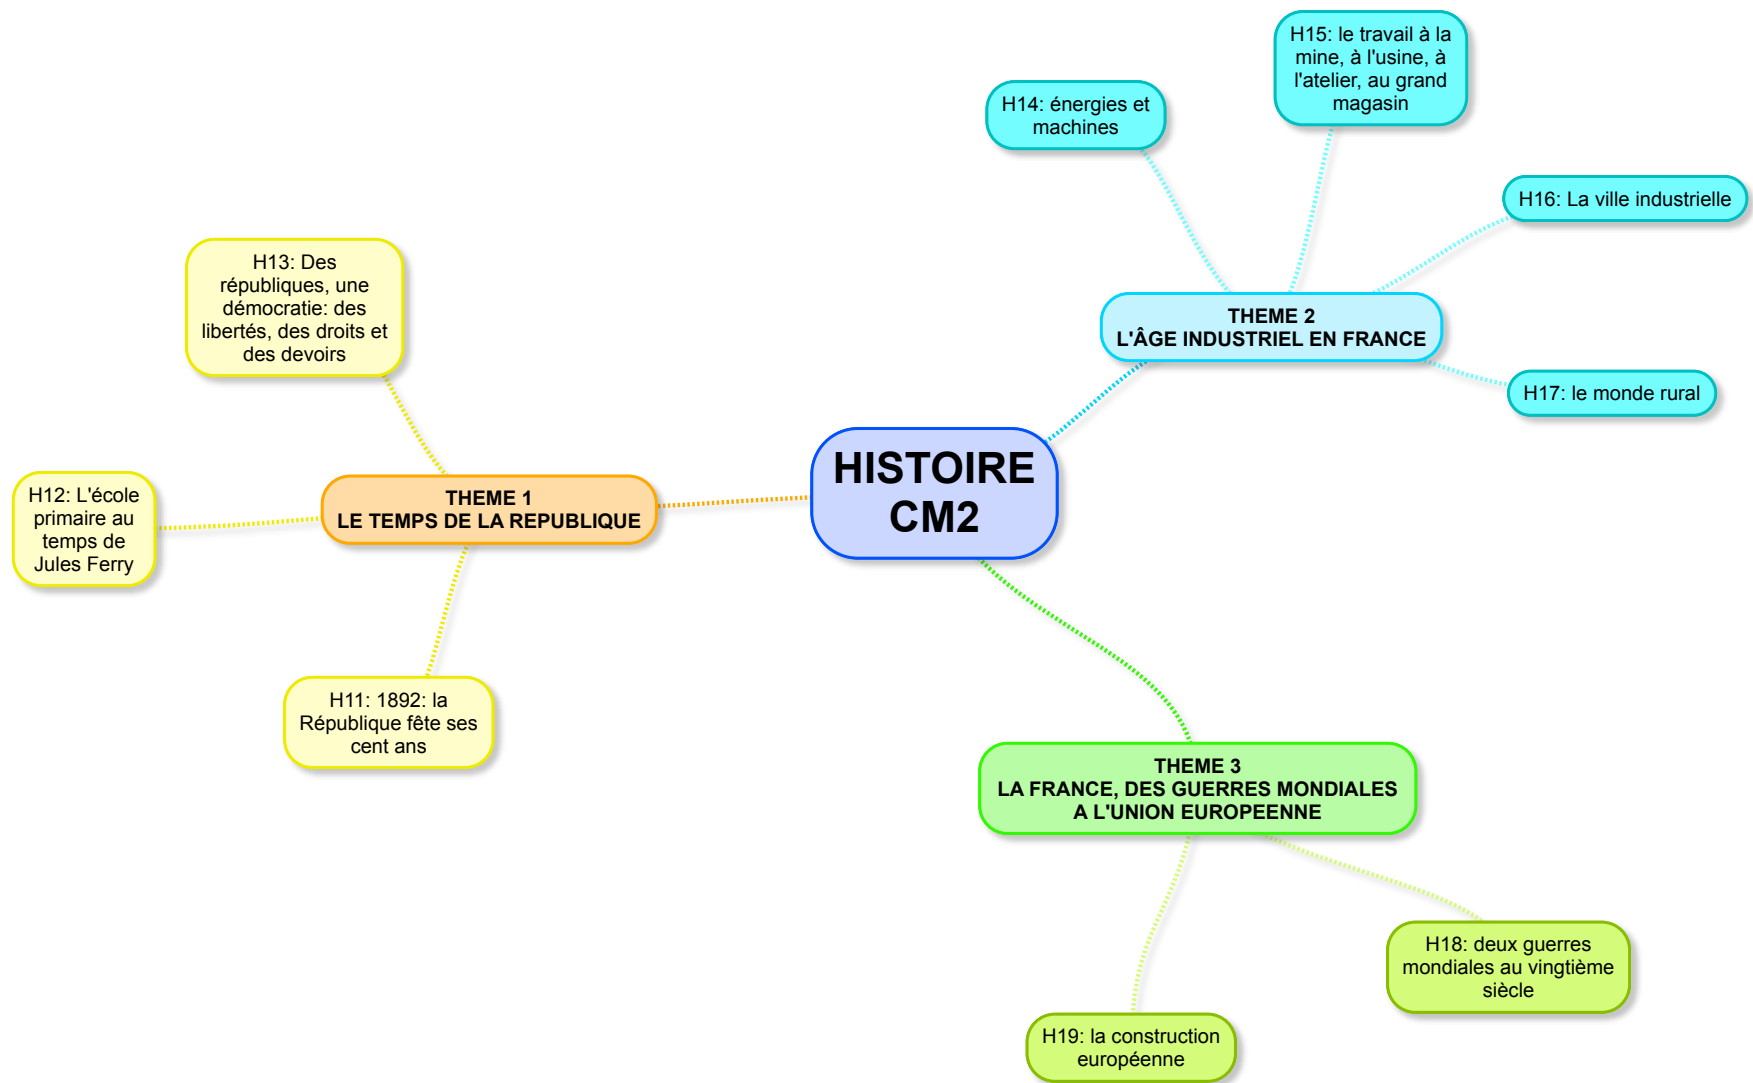 HISTOIRE
CM2
THEME 1
LE TEMPS DE LA REPUBLIQUE
H11: 1892: la
République fête ses
cent ans
H12: L'école
primaire au
temps de
Jules Ferry
H13: Des
républiques, une
démocratie: des
libertés, des droits et
des devoirs
THEME 2
L'ÂGE INDUSTRIEL EN FRANCE
H14: énergies et
machines
H15: le travail à la
mine, à l'usine, à
l'atelier, au grand
magasin
H16: La ville industrielle
H17: le monde rural
THEME 3
LA FRANCE, DES GUERRES MONDIALES
A L'UNION EUROPEENNE
H18: deux guerres
mondiales au vingtième
siècle
H19: la construction
européenne